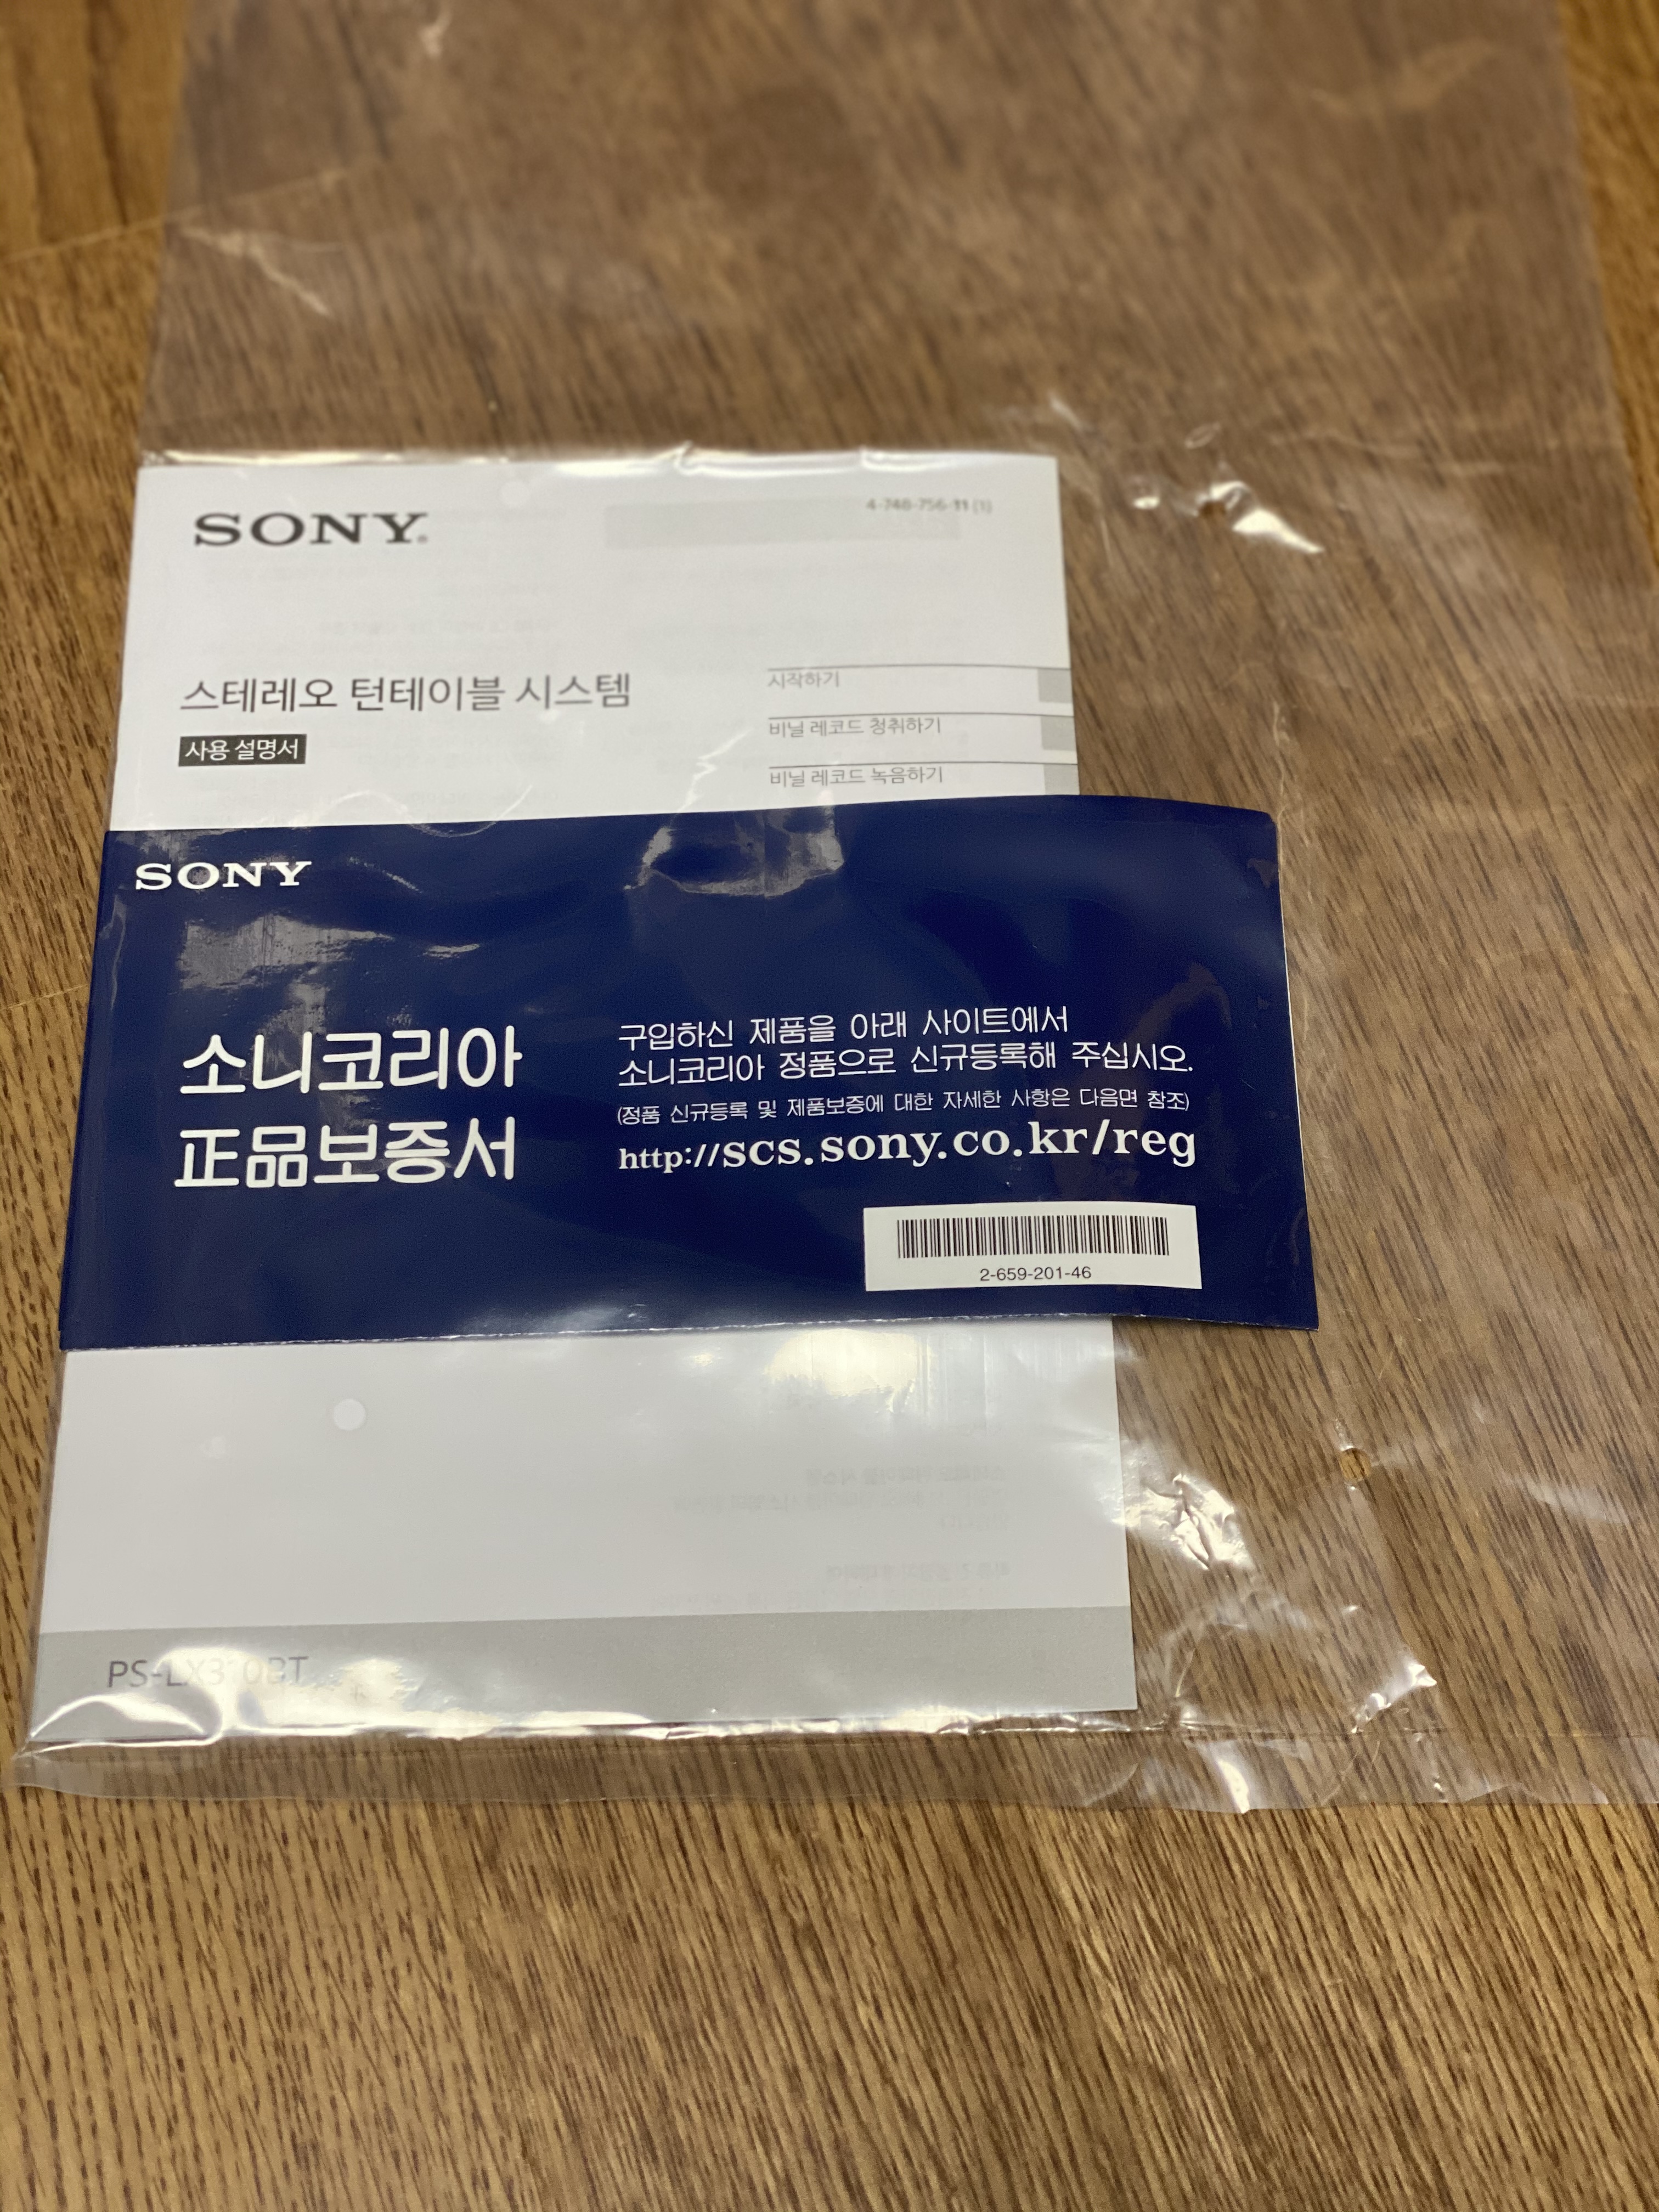 SONY
4-748-756-11(1)
스테레오 턴테이블 시스템
사용 설명서
시작하기
비닐 레코드 청취하기
비닐 레코드 녹음하기
SONY
소니코리아
正品보증서
구입하신 제품을 아래 사이트에서
소니코리아 정품으로 신규등록해 주십시오.
(정품 신규등록 및 제품보증에 대한 자세한 사항은 다음면 참조)
http://scs.sony.co.kr/reg
2-659-201-46
PS-LX310BT